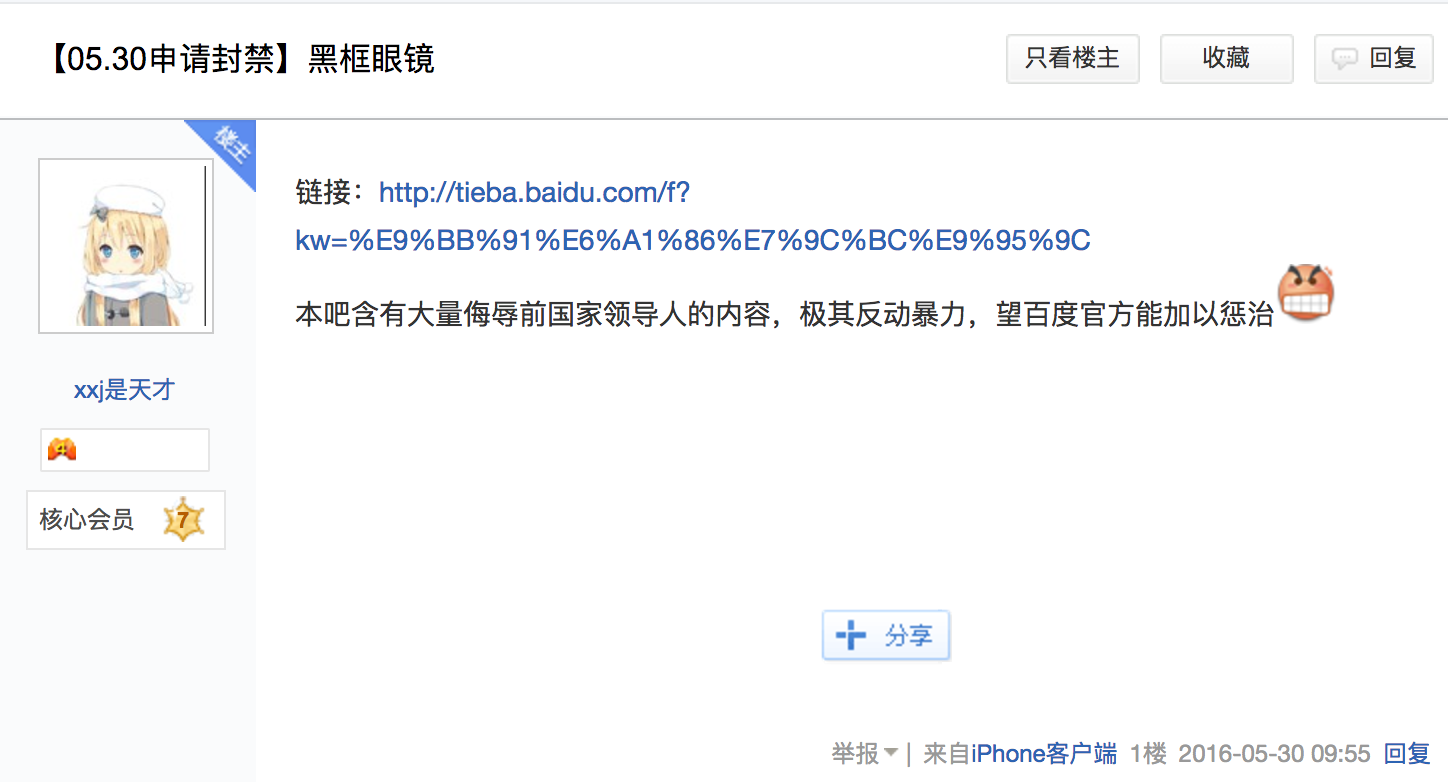 【05.30申请封禁】黑框眼镜
只看楼主
收藏
回复
楼主
链接：http://tieba.baidu.com/f?
kw=%E9%BB%91%E6%A1%86%E7%9C%BC%E9%95%9C
本吧含有大量侮辱前国家领导人的内容，极其反动暴力，望百度官方能加以惩治
xxj是天才
4
核心会员 7
分享
举报 | 来自iPhone客户端 1楼 2016-05-30 09:55 回复